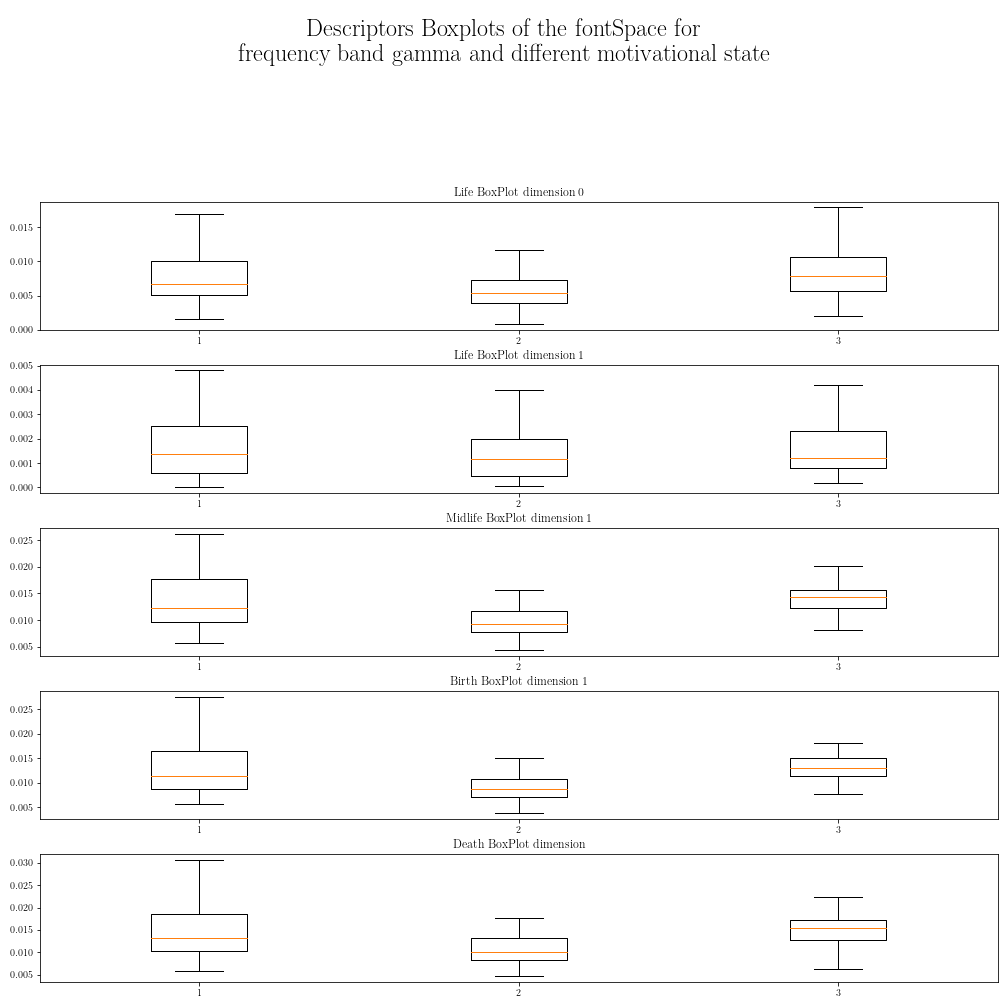 Descriptors Boxplots of the fontSpace for
frequency band gamma and different motivational state
Life BoxPlot dimension 0
0.015
0.010
0.005
0.000
1 2 3
Life BoxPlot dimension 1
0.005
0.004
0.003
0.002
0.001
0.000
1 2 3
Midlife BoxPlot dimension 1
0.025
0.020
0.015
0.010
0.005
1 2 3
Birth BoxPlot dimension 1
0.025
0.020
0.015
0.010
0.005
1 2 3
Death BoxPlot dimension
0.030
0.025
0.020
0.015
0.010
0.005
1 2 3